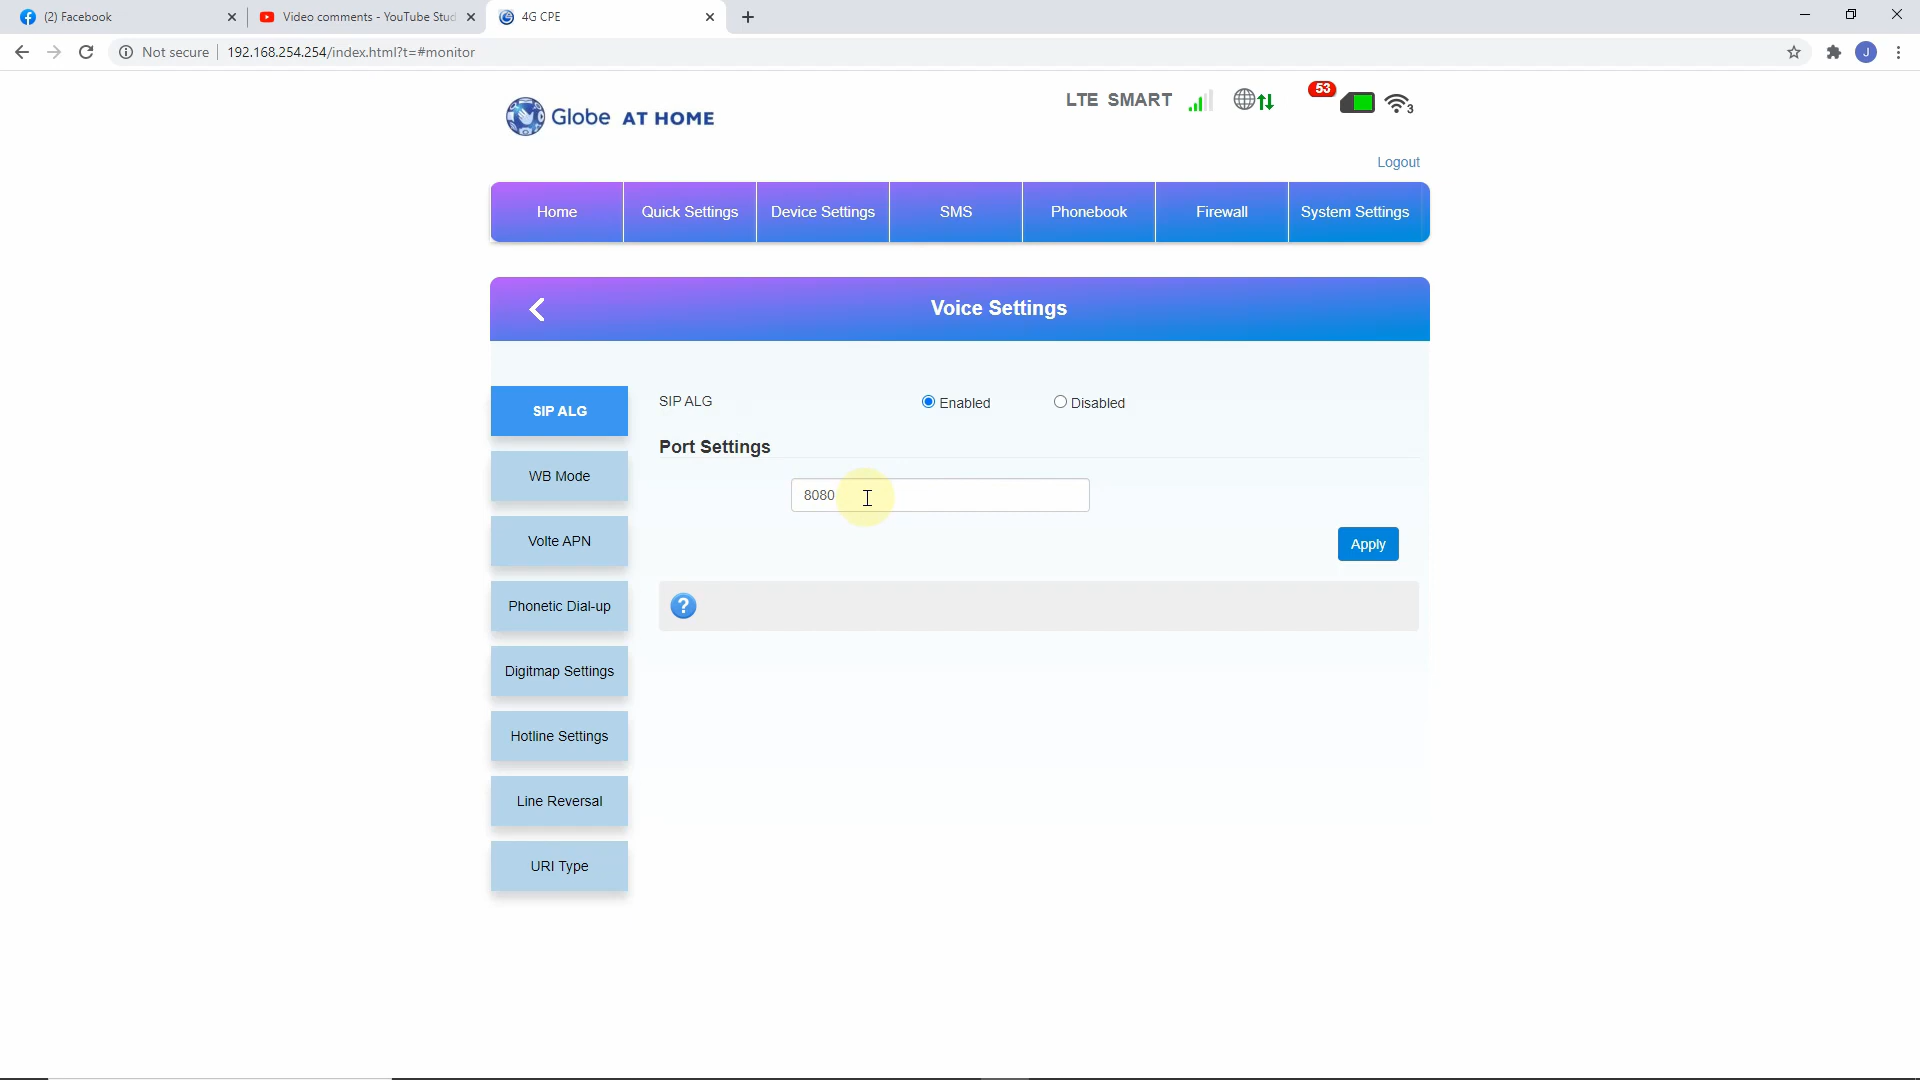 (2) Facebook
Video comments - YouTube Stud
4G CPE
Not secure
192.168.254.254/index.html?t=#monitor
J
Globe AT HOME
LTE SMART
53
3
Logout
Home
Quick Settings
Device Settings
SMS
Phonebook
Firewall
System Settings
Voice Settings
SIP ALG
SIP ALG
Enabled
Disabled
Port Settings
8080
Apply
?
WB Mode
Volte APN
Phonetic Dial-up
Digitmap Settings
Hotline Settings
Line Reversal
URI Type